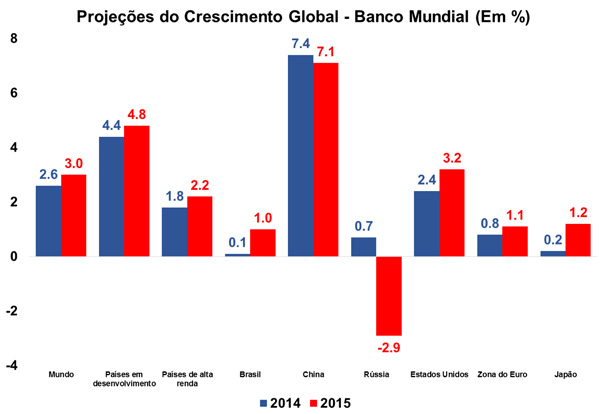 Projeções do Crescimento Global - Banco Mundial (Em %)
8
6
4
2
0
-2
-4
2.6
3.0
4.4
4.8
1.8
2.2
0.1
1.0
7.4
7.1
0.7
-2.9
2.4
3.2
0.8
1.1
0.2
1.2
Mundo
Países em
desenvolvimento
Países de alta
renda
Brasil
China
Rússia
Estados Unidos
Zona do Euro
Japão
2014
2015